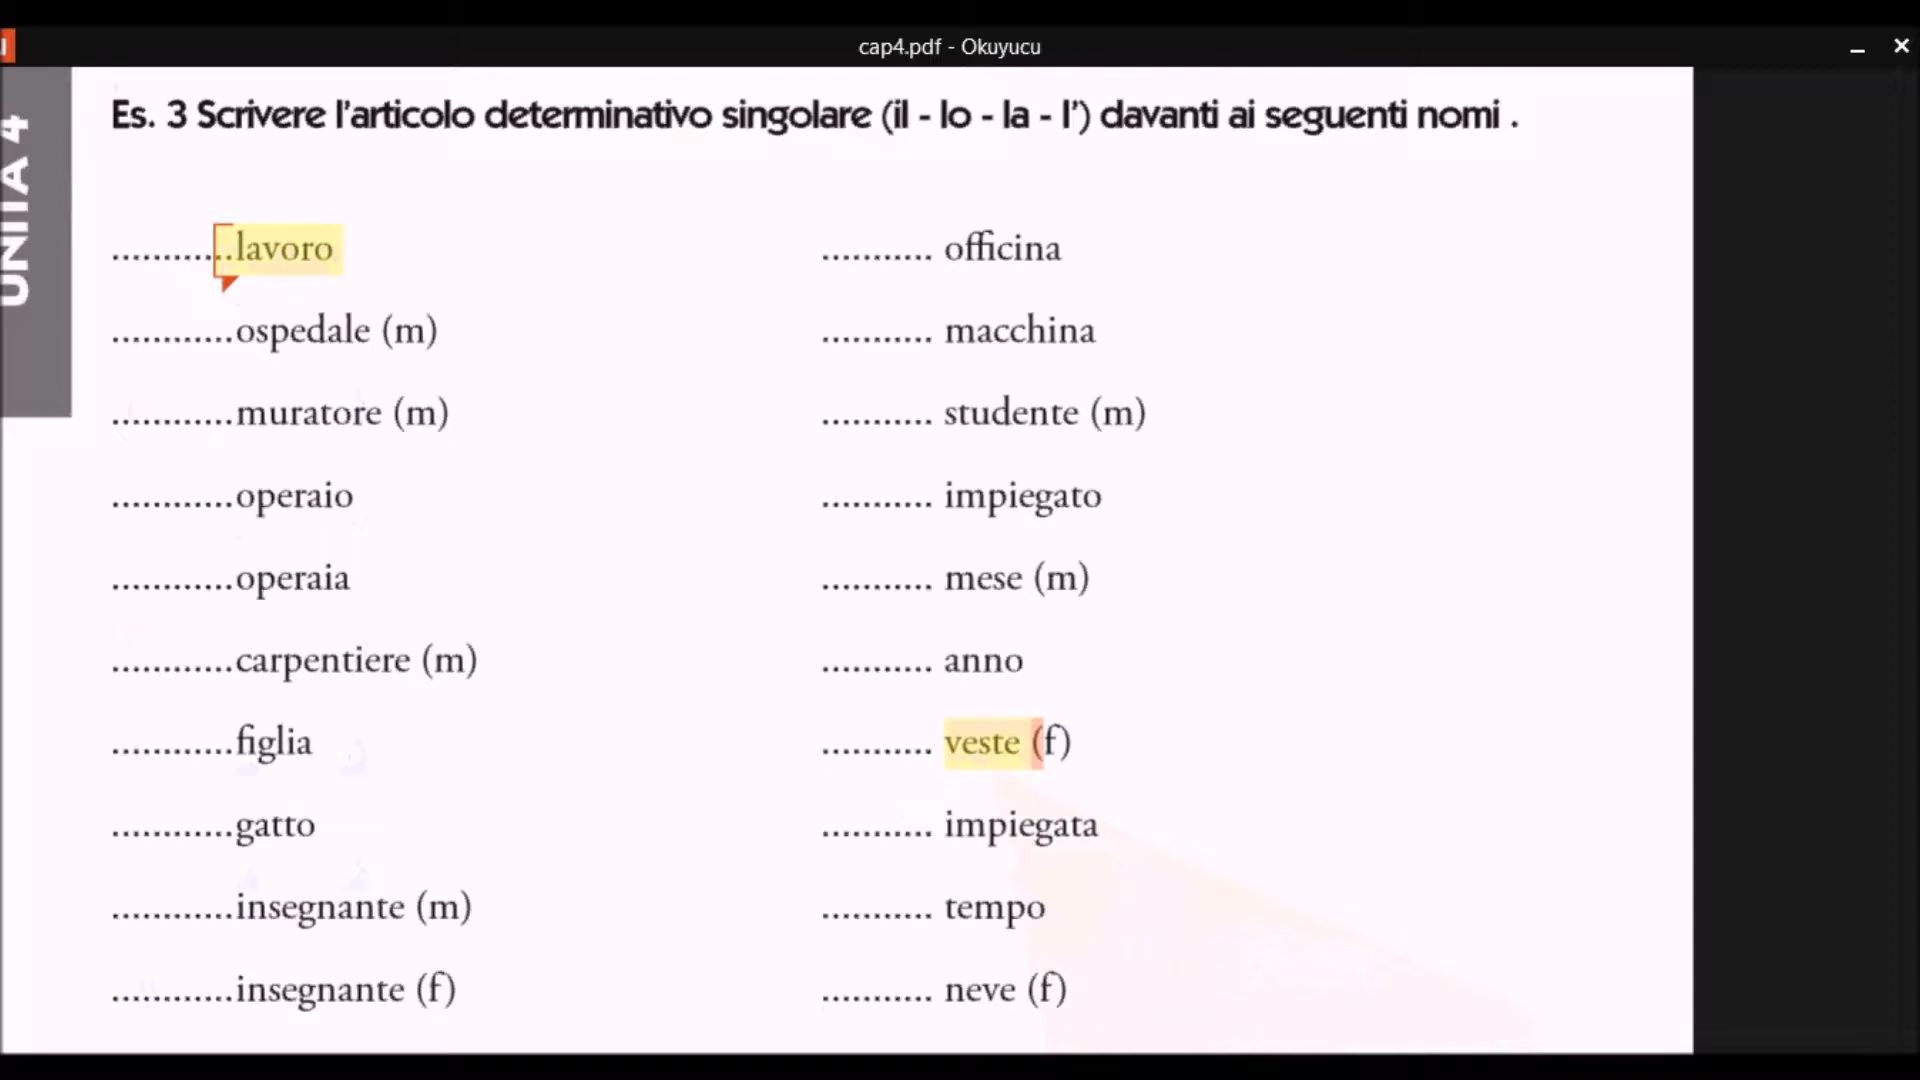 cap4.pdf - Okuyucu
UNITA 4
Es. 3 Scrivere l'articolo determinativo singolare (il - lo - la - l') davanti ai seguenti nomi .
............lavoro
............ospedale (m)
............muratore (m)
............operaio
............operaia
............carpentiere (m)
............figlia
............gatto
............insegnante (m)
............insegnante (f)
........... officina
........... macchina
........... studente (m)
........... impiegato
........... mese (m)
........... anno
........... veste (f)
........... impiegata
........... tempo
........... neve (f)